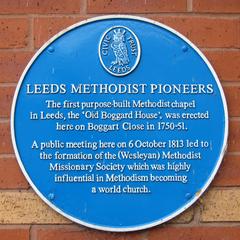 CIVIC TRUST
LEEDS
LEEDS METHODIST PIONEERS
The first purpose-built Methodist chapel
in Leeds, the 'Old Boggard House', was erected
here on Boggart Close in 1750-51.
A public meeting here on 6 October 1813 led to
the formation of the (Wesleyan) Methodist
Missionary Society which was highly
influential in Methodism becoming
a world church.